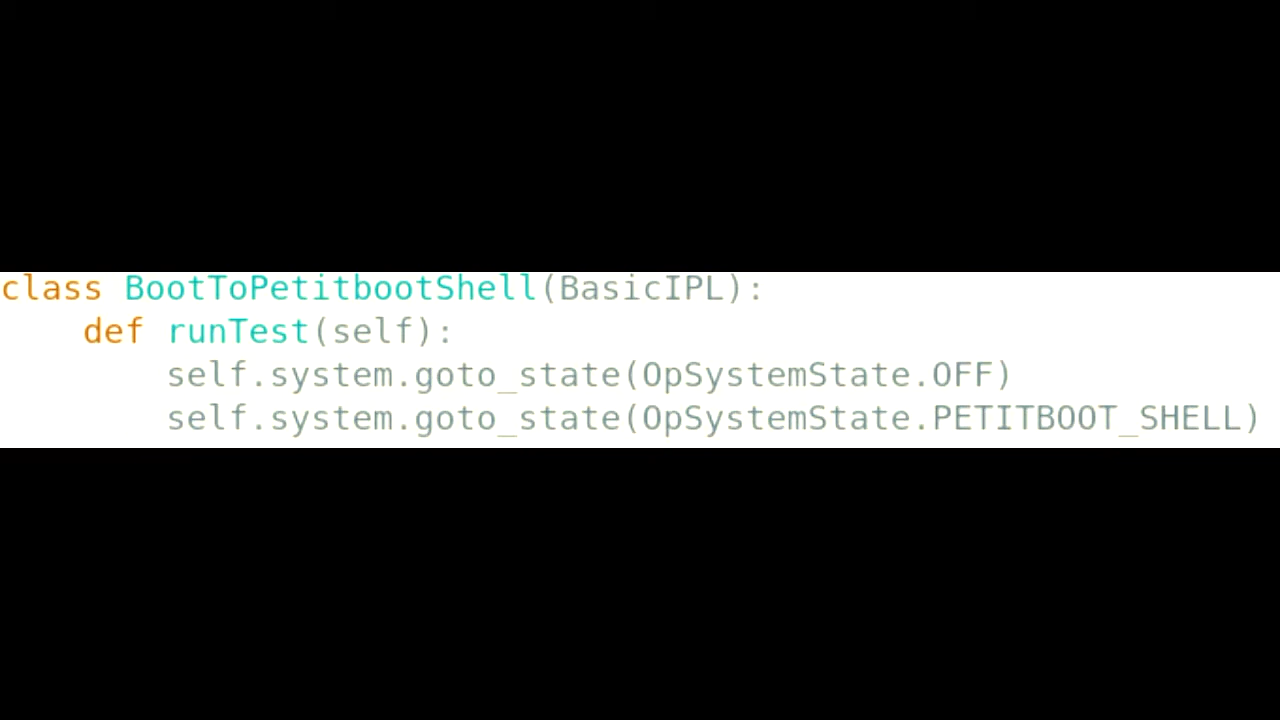 class BootToPetitbootShell(BasicIPL):
    def runTest(self):
        self.system.goto_state(OpSystemState.OFF)
        self.system.goto_state(OpSystemState.PETITBOOT_SHELL)